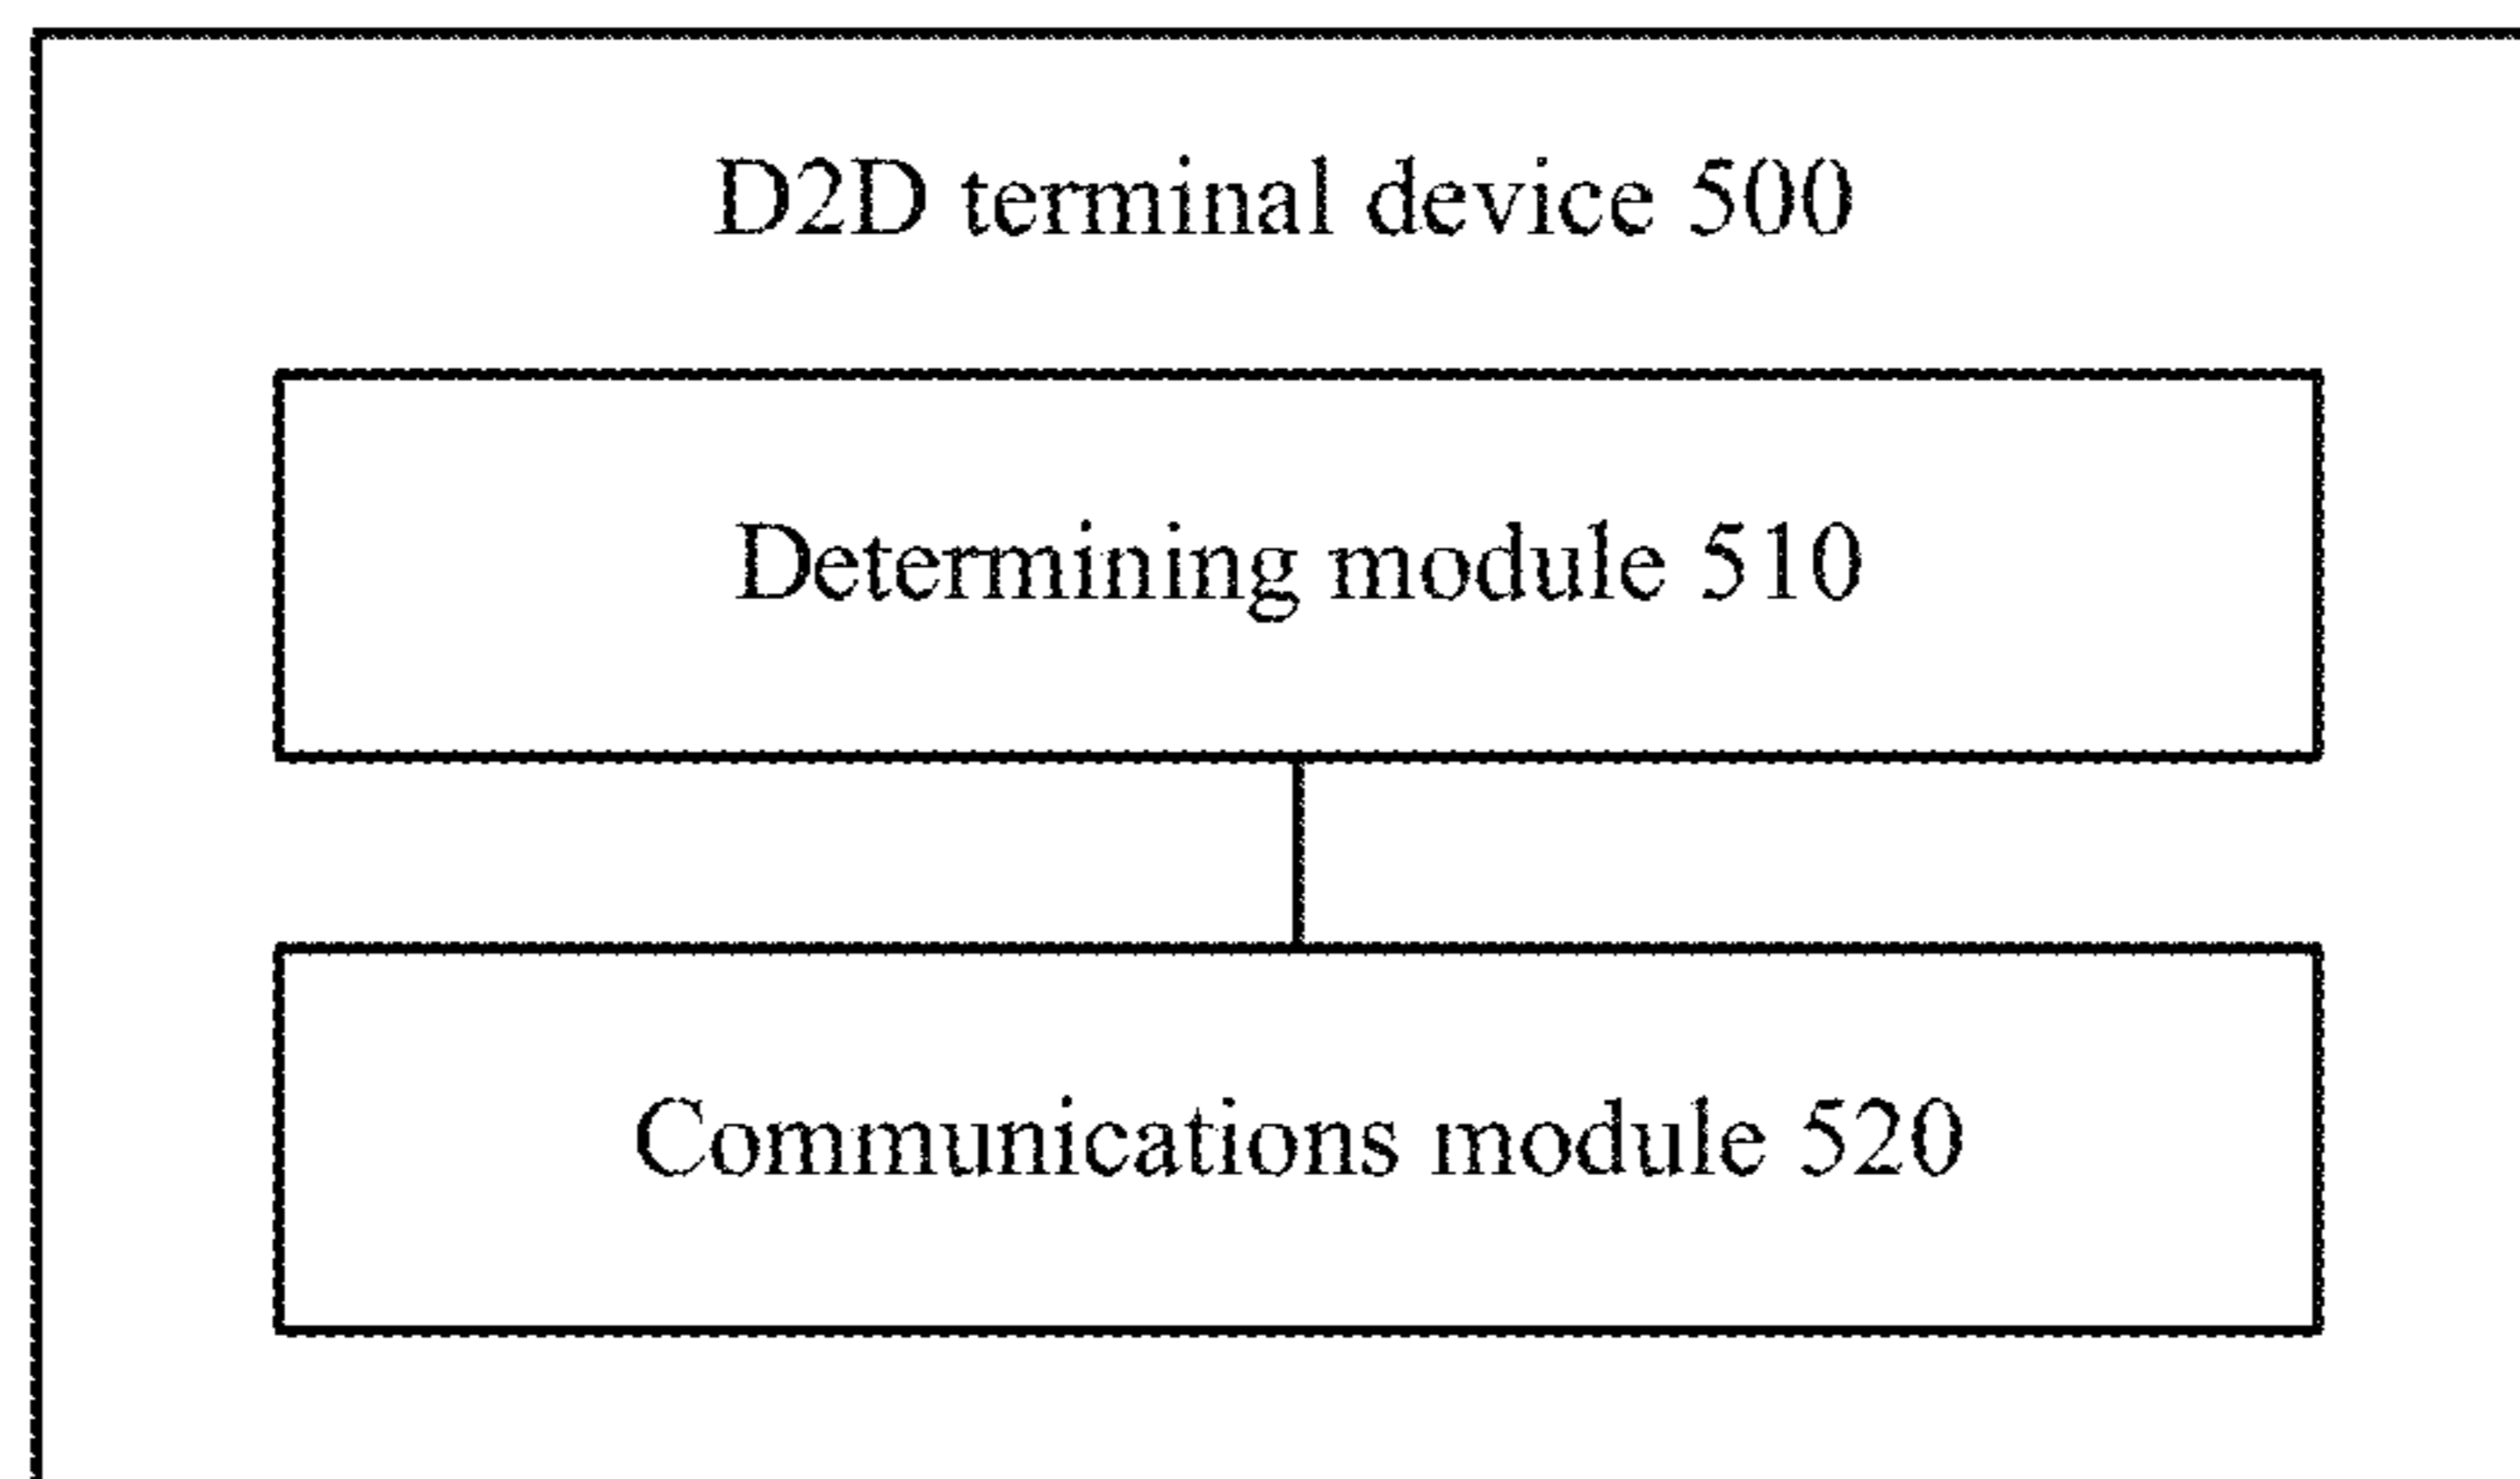 D2D terminal device 500
Determining module 510
Communications module 520